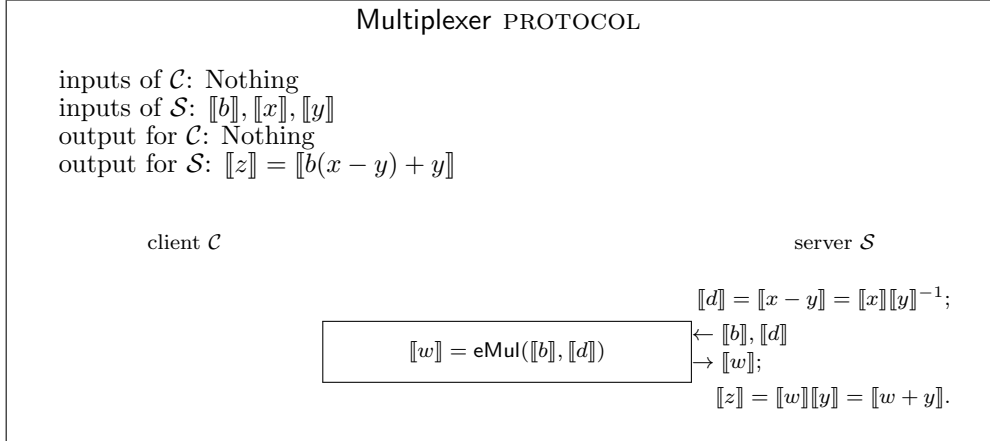 Multiplexer PROTOCOL
inputs of 𝒞: Nothing
inputs of 𝒮: ⟦b⟧, ⟦x⟧, ⟦y⟧
output for 𝒞: Nothing
output for 𝒮: ⟦z⟧ = ⟦b(x − y) + y⟧
client 𝒞 server 𝒮
⟦d⟧ = ⟦x − y⟧ = ⟦x⟧⟦y⟧⁻¹;
← ⟦b⟧, ⟦d⟧
⟦w⟧ = eMul(⟦b⟧, ⟦d⟧)
→ ⟦w⟧;
⟦z⟧ = ⟦w⟧⟦y⟧ = ⟦w + y⟧.